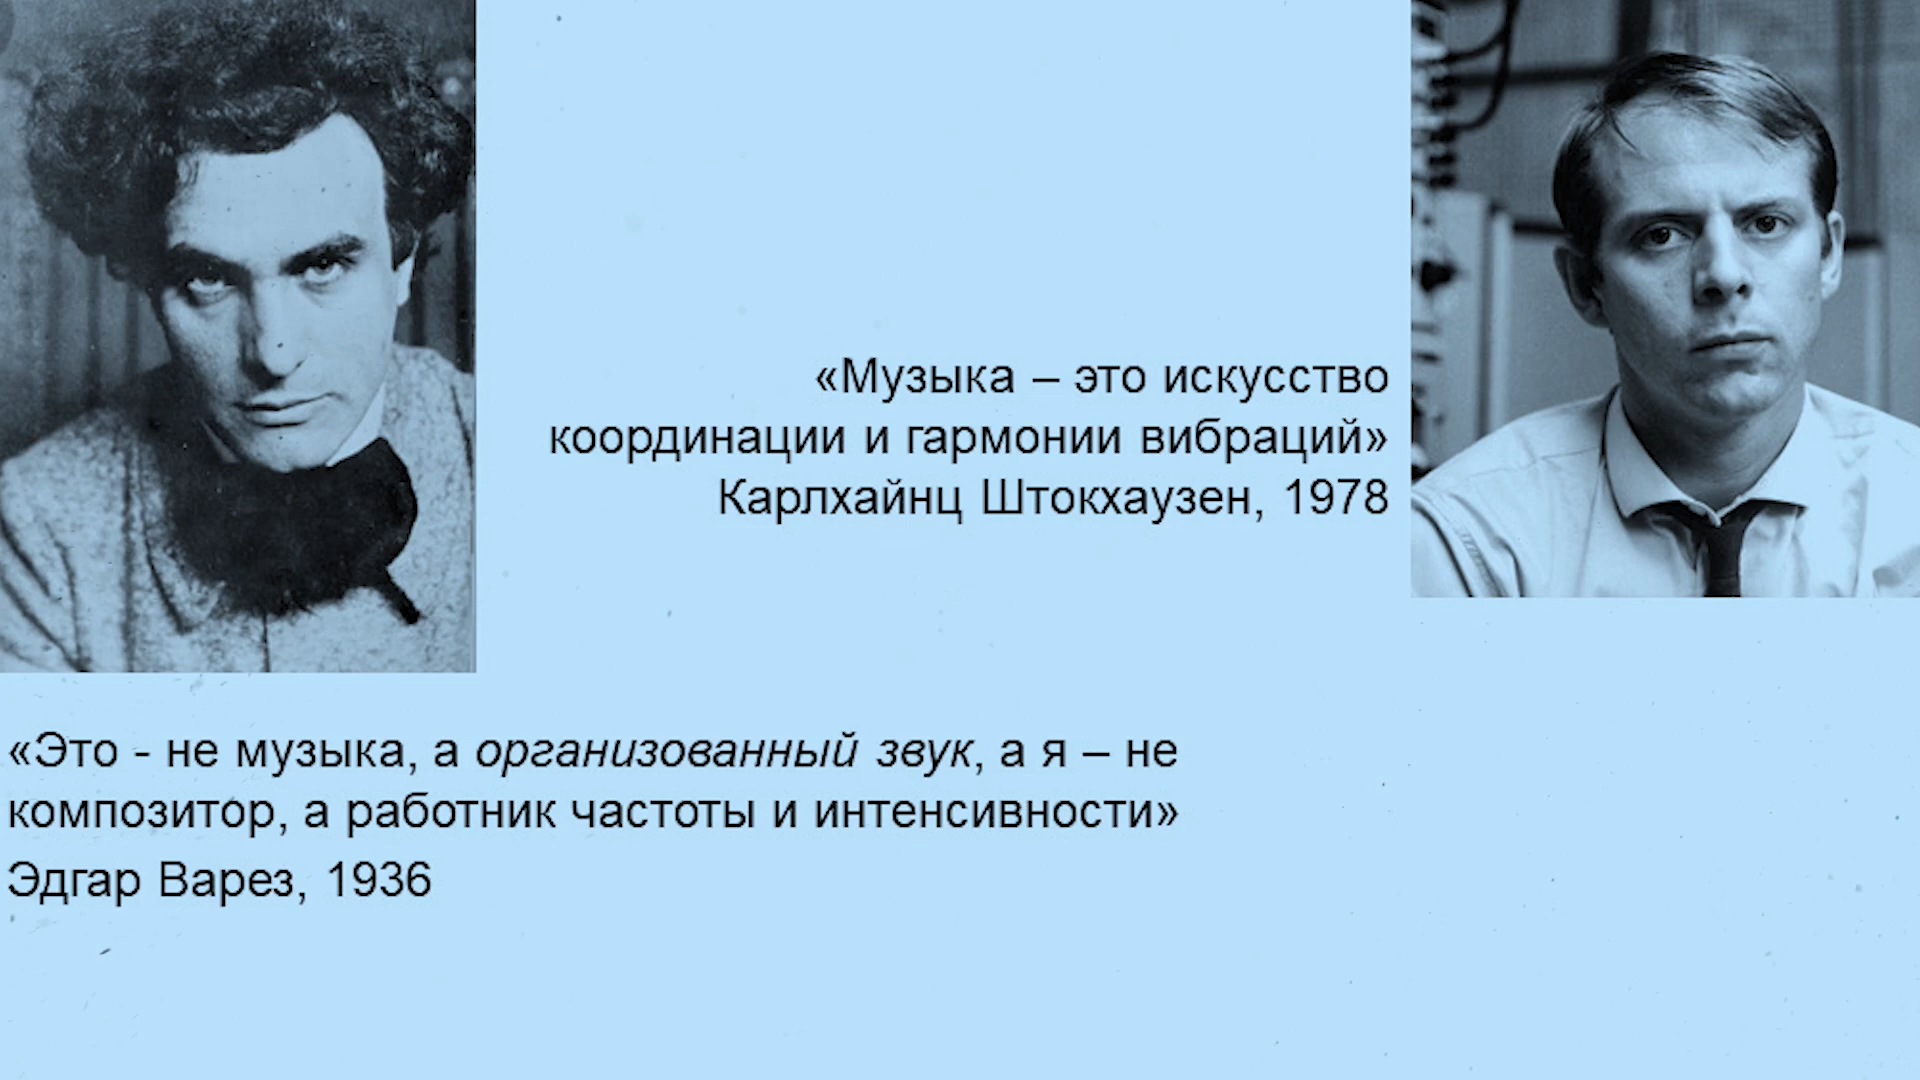 «Музыка – это искусство
координации и гармонии вибраций»
Карлхайнц Штокхаузен, 1978
«Это - не музыка, а организованный звук, а я – не
композитор, а работник частоты и интенсивности»
Эдгар Варез, 1936